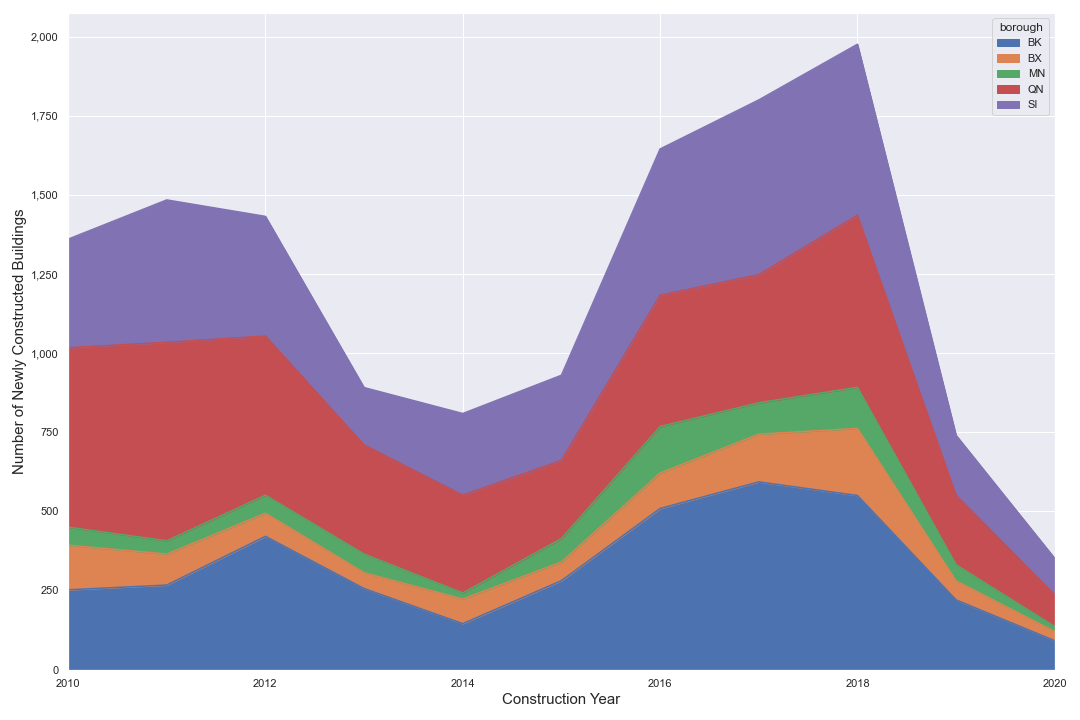 borough
BK
BX
MN
QN
SI
2,000
1,750
1,500
1,250
1,000
750
500
250
0
Number of Newly Constructed Buildings
2010
2012
2014
2016
2018
2020
Construction Year